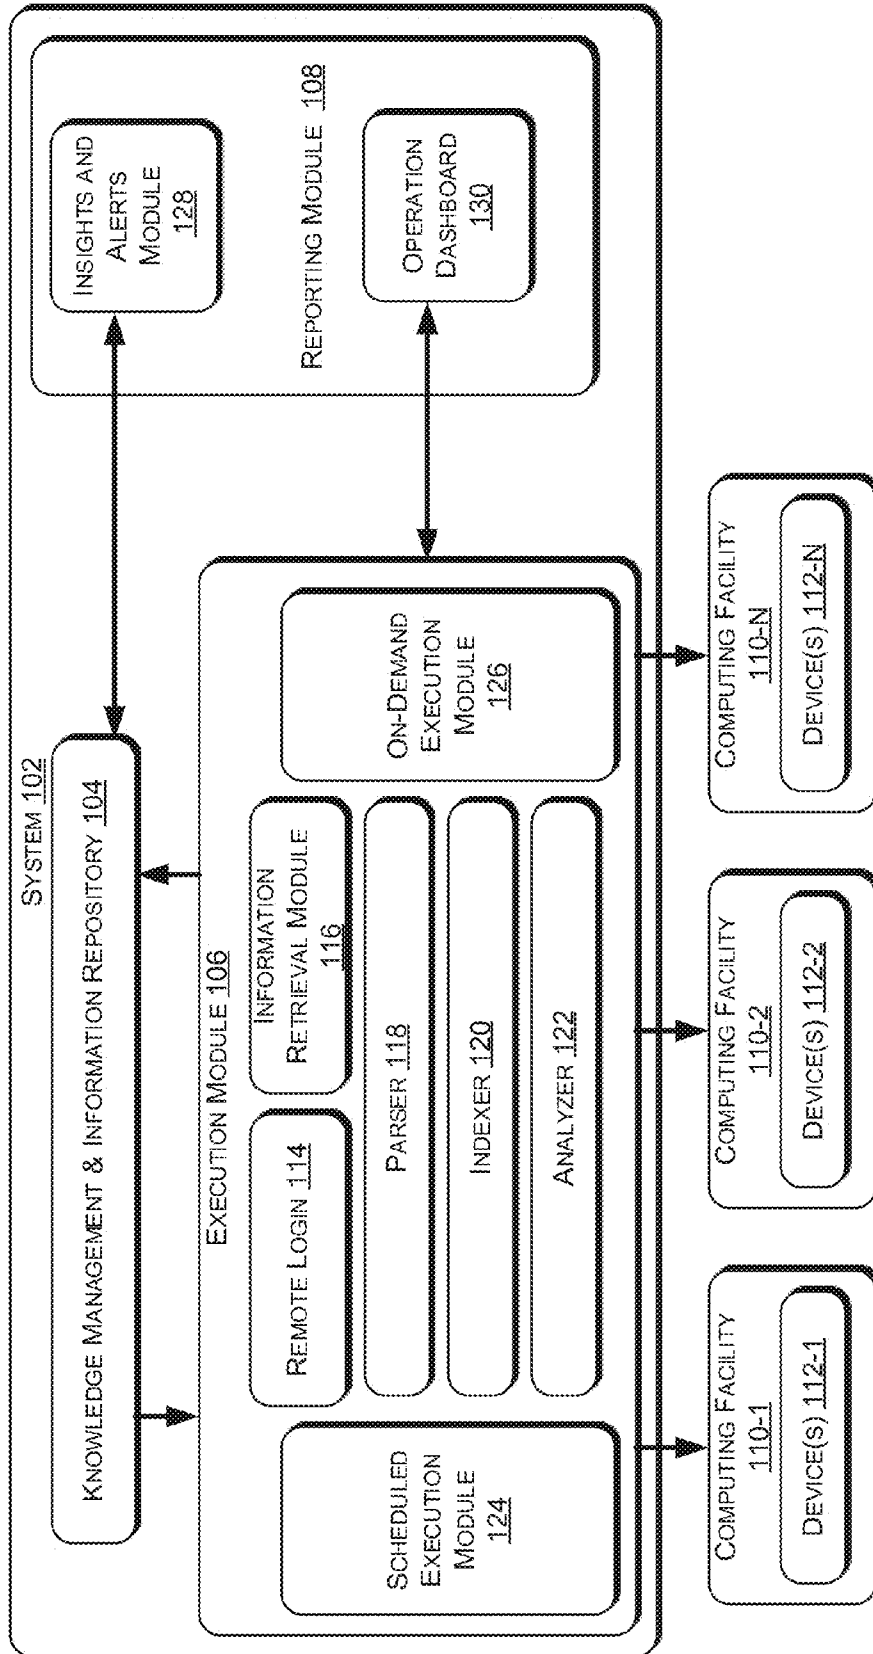 SYSTEM 102
KNOWLEDGE MANAGEMENT & INFORMATION REPOSITORY 104
EXECUTION MODULE 106
SCHEDULED
EXECUTION
MODULE
124
REMOTE LOGIN 114
INFORMATION
RETRIEVAL MODULE
116
PARSER 118
INDEXER 120
ANALYZER 122
ON-DEMAND
EXECUTION
MODULE
126
INSIGHTS AND
ALERTS
MODULE
128
REPORTING MODULE 108
OPERATION
DASHBOARD
130
COMPUTING FACILITY
110-1
DEVICE(S) 112-1
COMPUTING FACILITY
110-2
DEVICE(S) 112-2
COMPUTING FACILITY
110-N
DEVICE(S) 112-N